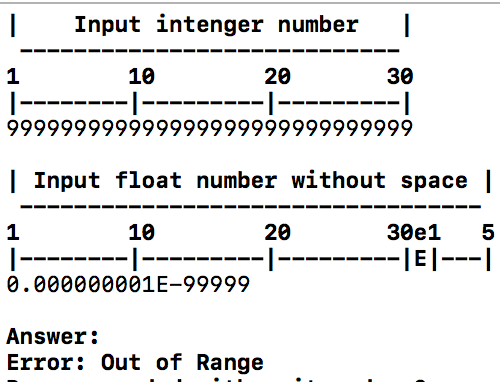 |    Input intenger number   |
 ----------------------------
1        10        20       30
|--------|---------|---------|
999999999999999999999999999999
| Input float number without space |
 ----------------------------------
1        10        20       30e1   5
|--------|---------|---------|E|---|
0.000000001E-99999
Answer:
Error: Out of Range